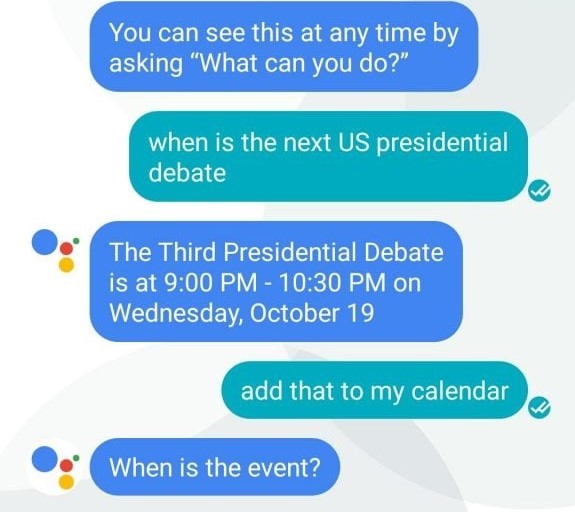 You can see this at any time by
asking “What can you do?”
when is the next US presidential
debate
The Third Presidential Debate
is at 9:00 PM - 10:30 PM on
Wednesday, October 19
add that to my calendar
When is the event?